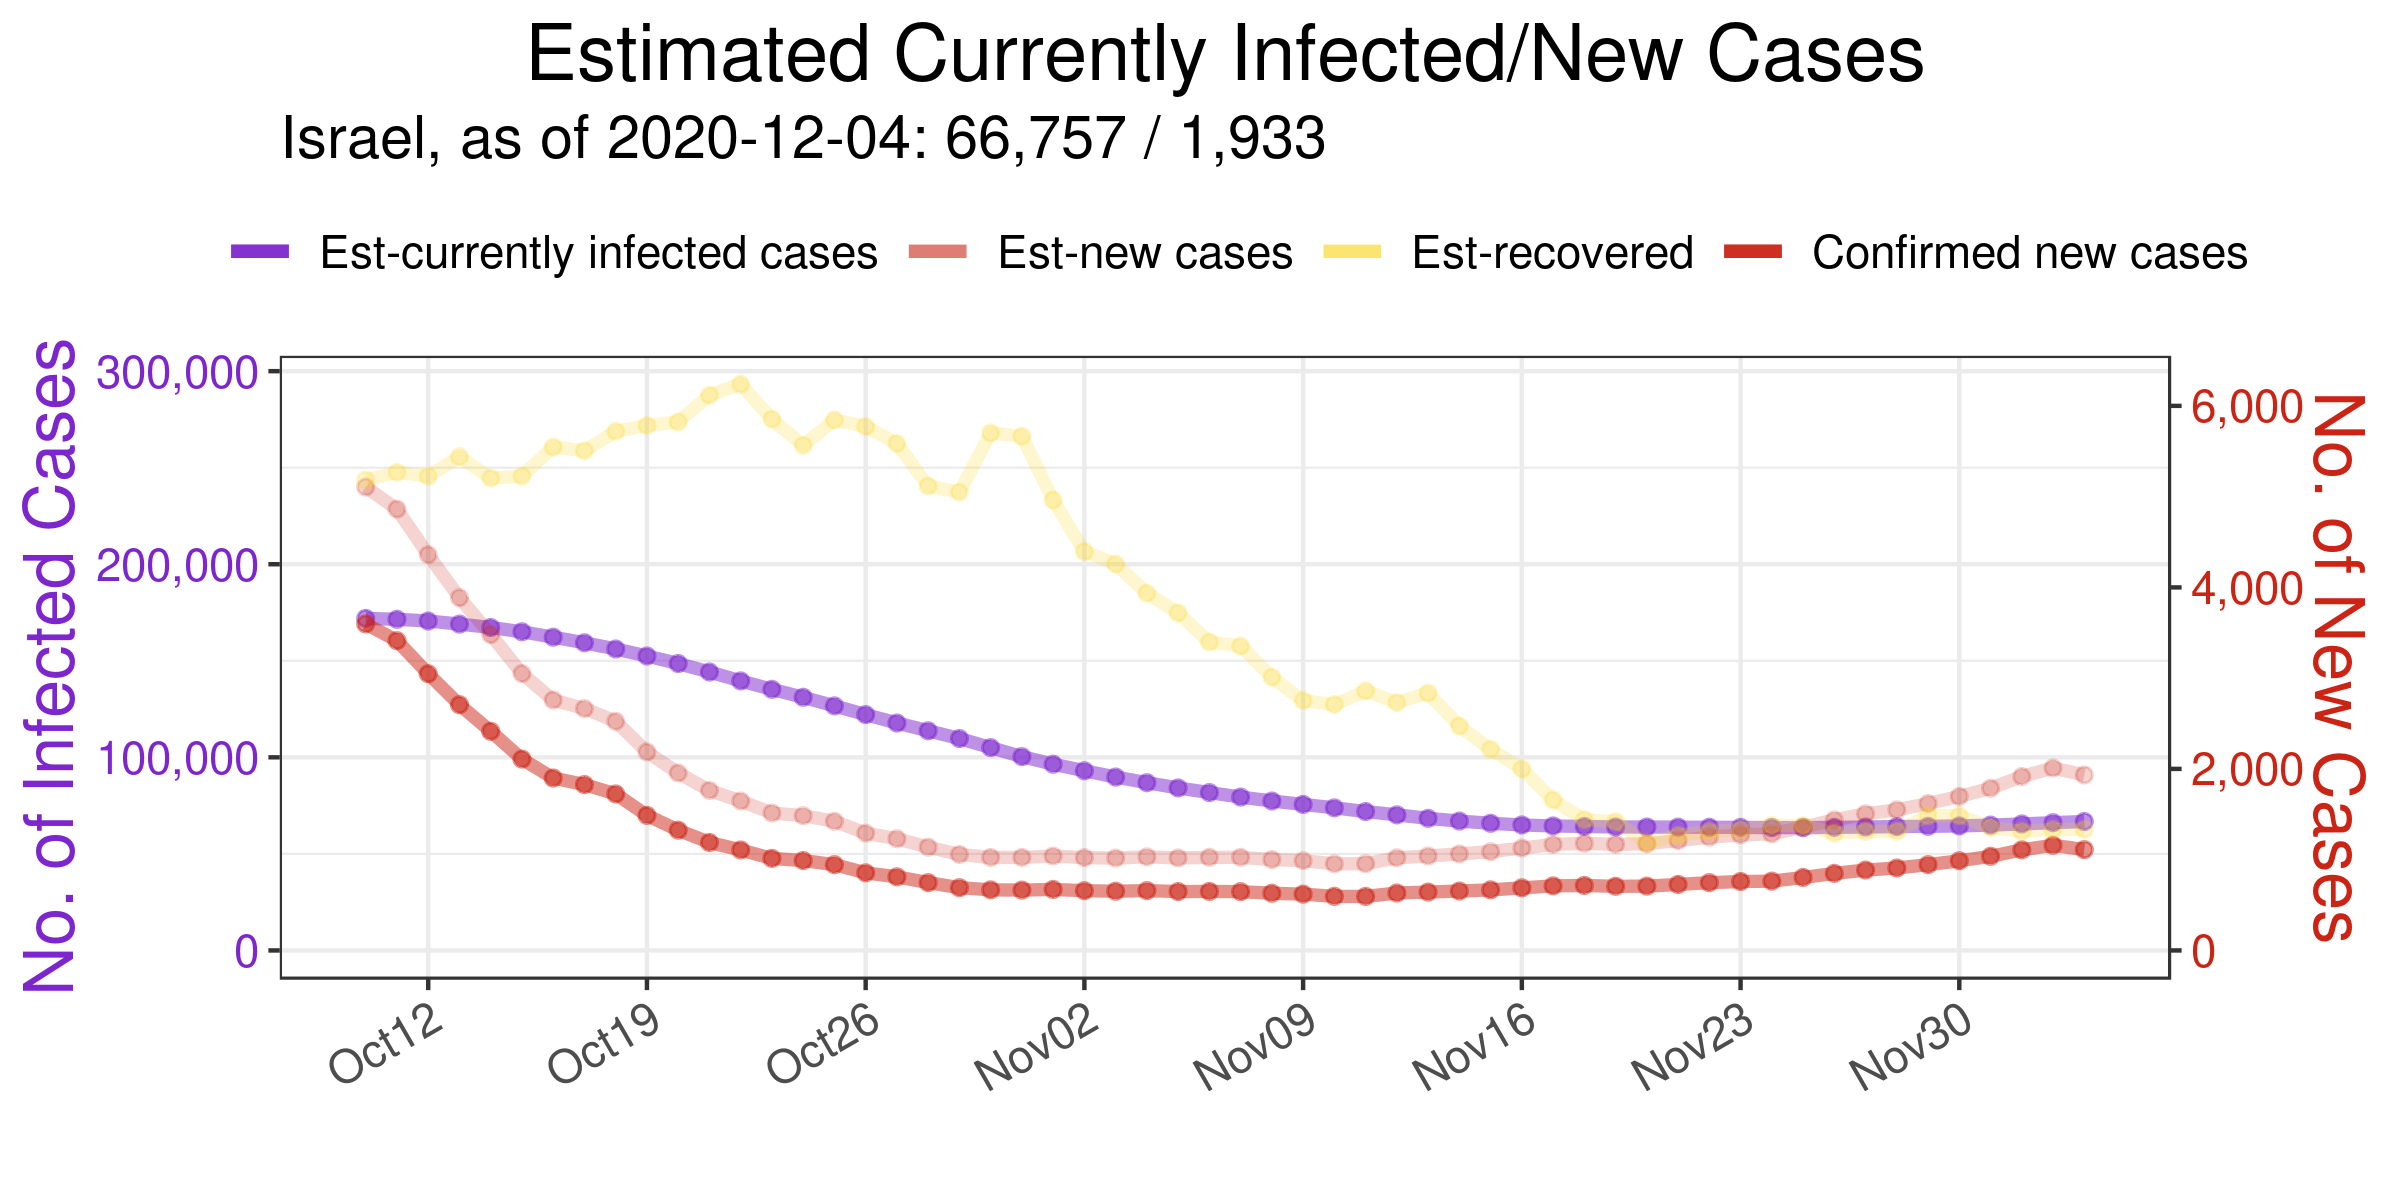 Estimated Currently Infected/New Cases
Israel, as of 2020-12-04: 66,757 / 1,933
Est-currently infected cases Est-new cases Est-recovered Confirmed new cases
No. of Infected Cases
300,000
200,000
100,000
0
6,000
4,000
2,000
0
No. of New Cases
Oct12 Oct19 Oct26 Nov02 Nov09 Nov16 Nov23 Nov30